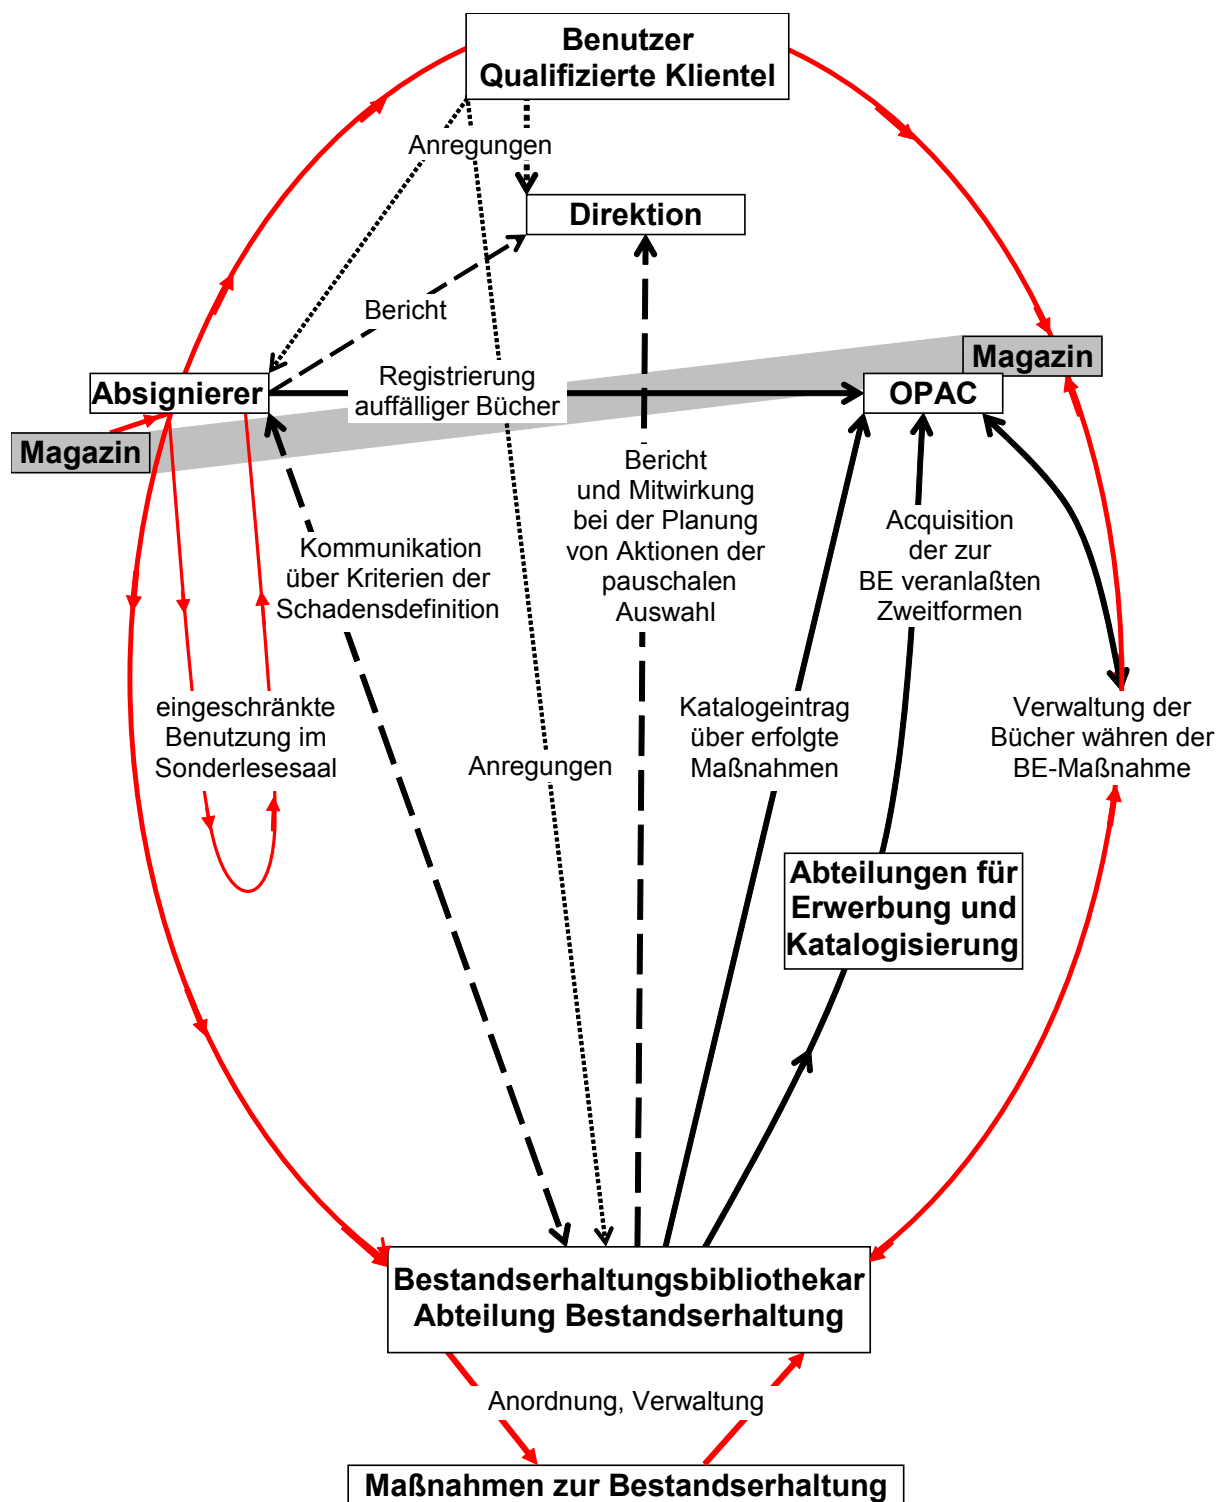 Benutzer
Qualifizierte Klientel
Anregungen
Direktion
Bericht
Magazin
Absignierer
Registrierung
auffälliger Bücher
OPAC
Magazin
Kommunikation
über Kriterien der
Schadensdefinition
Bericht
und Mitwirkung
bei der Planung
von Aktionen der
pauschalen
Auswahl
Acquisition
der zur
BE veranlaßten
Zweitformen
eingeschränkte
Benutzung im
Sonderlesesaal
Anregungen
Katalogeintrag
über erfolgte
Maßnahmen
Verwaltung der
Bücher währen der
BE-Maßnahme
Abteilungen für
Erwerbung und
Katalogisierung
Bestandserhaltungsbibliothekar
Abteilung Bestandserhaltung
Anordnung, Verwaltung
Maßnahmen zur Bestandserhaltung